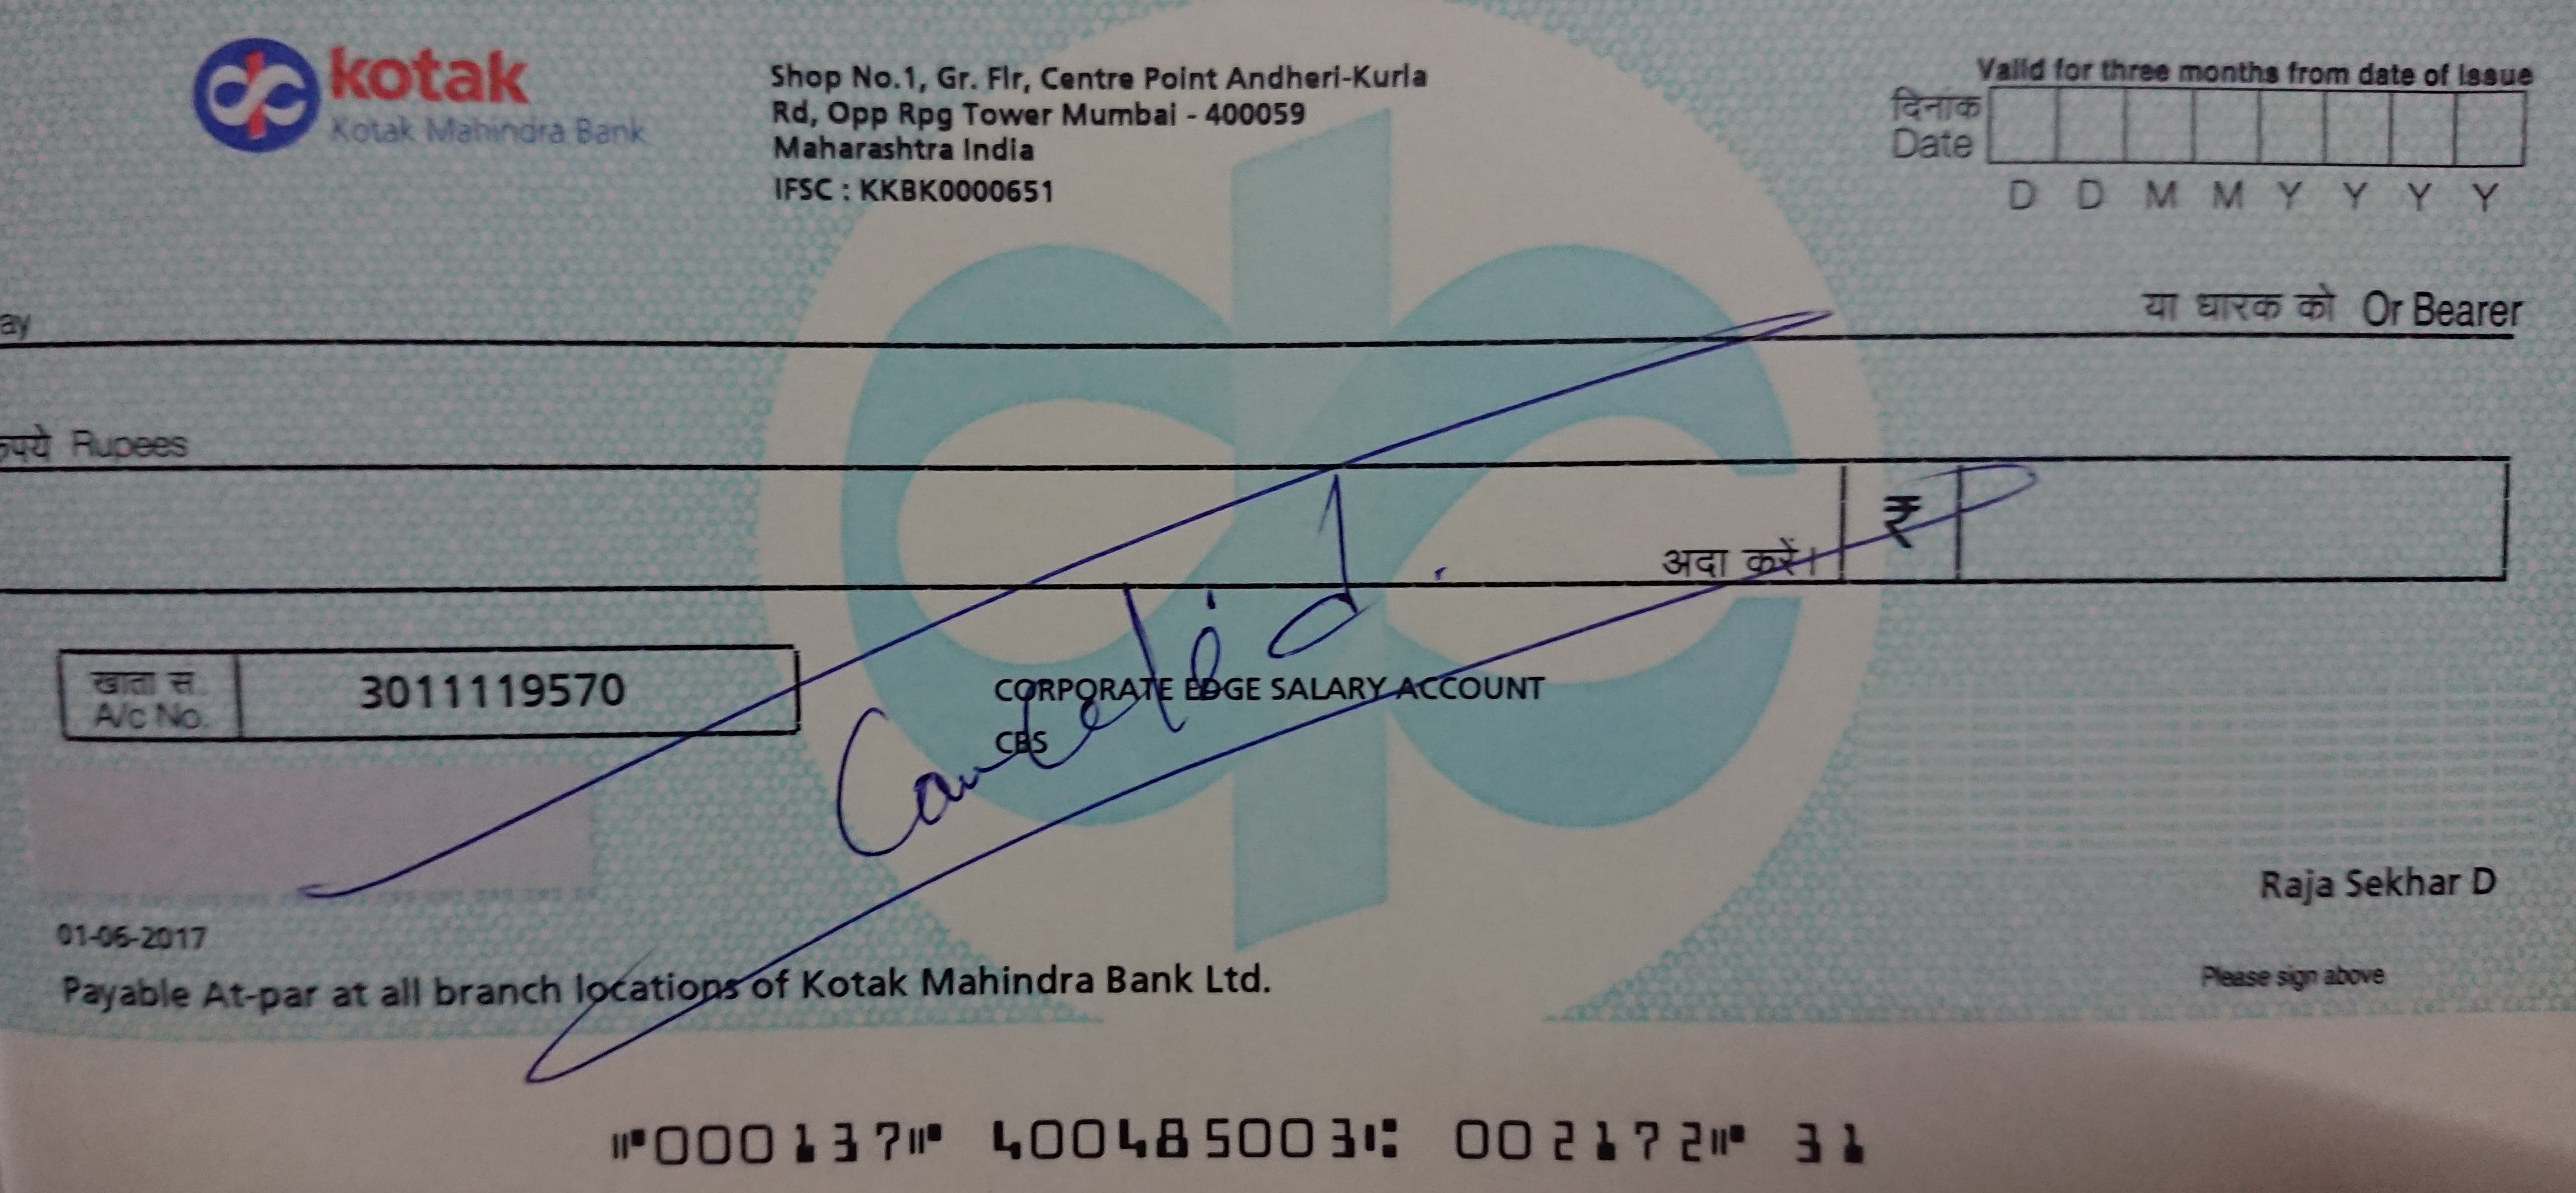 kotak
Kotak Mahindra Bank
Shop No.1, Gr. Flr, Centre Point Andheri-Kurla
Rd, Opp Rpg Tower Mumbai - 400059
Maharashtra India
IFSC : KKBK0000651
Valid for three months from date of issue
दिनांक
Date
D D M M Y Y Y Y
ay
या धारक को Or Bearer
रुपये Rupees
अदा करें।
₹
खाता स.
A/c No.
3011119570
CORPORATE EDGE SALARY ACCOUNT
CBS
Raja Sekhar D
01-06-2017
Payable At-par at all branch locations of Kotak Mahindra Bank Ltd.
Please sign above
⑈000137⑈ 400485003⑆ 002172⑈ 31